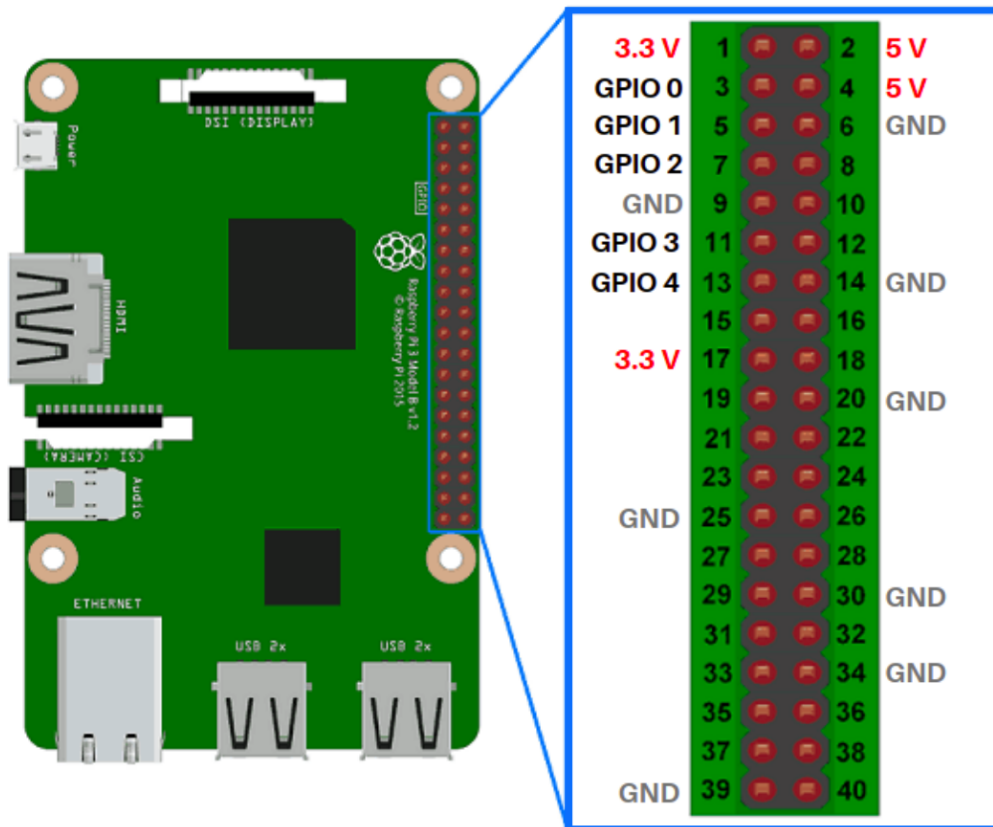 DSI (DISPLAY)
Power
GPIO
HDMI
Raspberry Pi 3 Model B v1.2
© Raspberry Pi 2015
CSI (CAMERA)
Audio
ETHERNET
USB 2x
USB 2x
3.3 V 1 2 5 V
GPIO 0 3 4 5 V
GPIO 1 5 6 GND
GPIO 2 7 8
GND 9 10
GPIO 3 11 12
GPIO 4 13 14 GND
15 16
3.3 V 17 18
19 20 GND
21 22
23 24
GND 25 26
27 28
29 30 GND
31 32
33 34 GND
35 36
37 38
GND 39 40